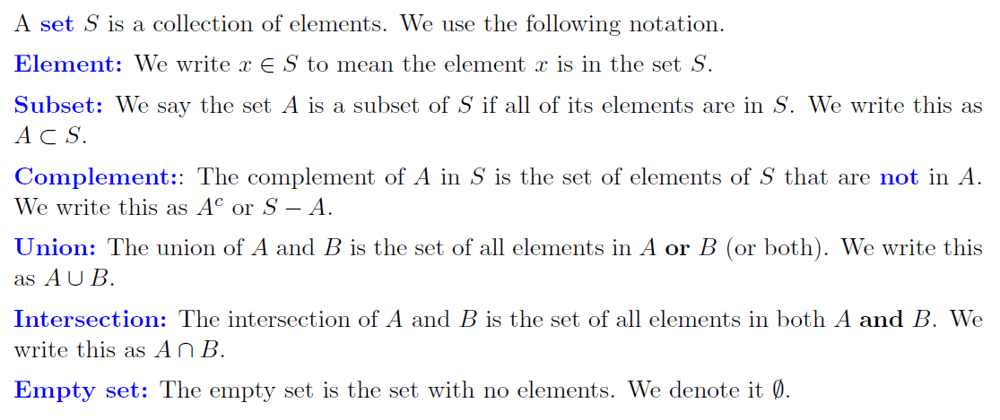 A set S is a collection of elements. We use the following notation.
Element: We write x ∈ S to mean the element x is in the set S.
Subset: We say the set A is a subset of S if all of its elements are in S. We write this as
A ⊂ S.
Complement:: The complement of A in S is the set of elements of S that are not in A.
We write this as Aᶜ or S − A.
Union: The union of A and B is the set of all elements in A or B (or both). We write this
as A ∪ B.
Intersection: The intersection of A and B is the set of all elements in both A and B. We
write this as A ∩ B.
Empty set: The empty set is the set with no elements. We denote it ∅.